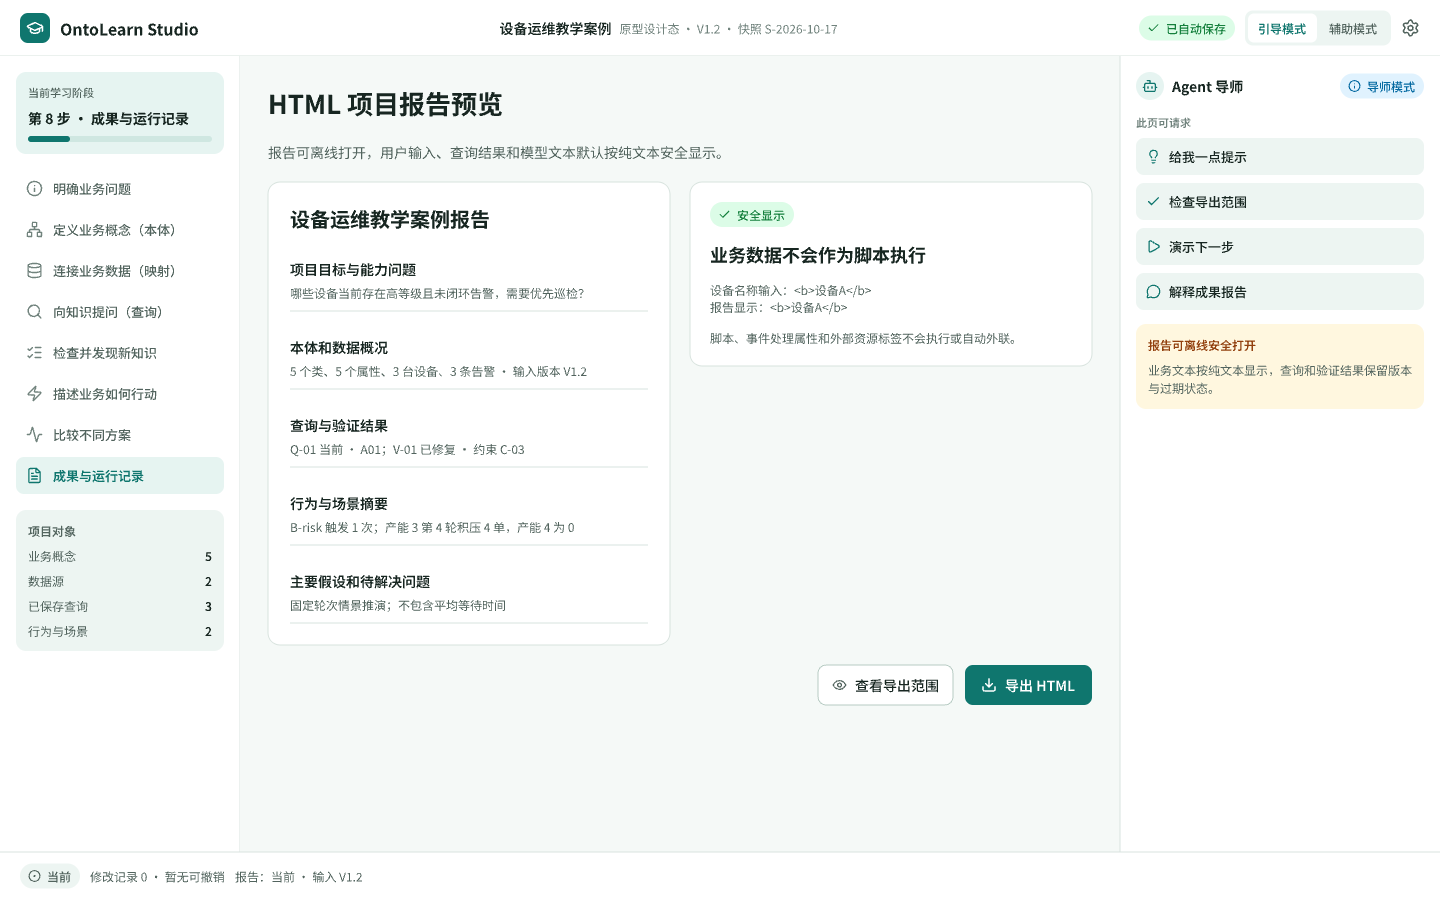 OntoLearn Studio
设备运维教学案例 原型设计态 · V1.2 · 快照 S-2026-10-17
已自动保存
引导模式
辅助模式
当前学习阶段
第 8 步 · 成果与运行记录
明确业务问题
定义业务概念（本体）
连接业务数据（映射）
向知识提问（查询）
检查并发现新知识
描述业务如何行动
比较不同方案
成果与运行记录
项目对象
业务概念 5
数据源 2
已保存查询 3
行为与场景 2
HTML 项目报告预览
报告可离线打开，用户输入、查询结果和模型文本默认按纯文本安全显示。
设备运维教学案例报告
项目目标与能力问题
哪些设备当前存在高等级且未闭环告警，需要优先巡检？
本体和数据概况
5 个类、5 个属性、3 台设备、3 条告警 · 输入版本 V1.2
查询与验证结果
Q-01 当前 · A01；V-01 已修复 · 约束 C-03
行为与场景摘要
B-risk 触发 1 次；产能 3 第 4 轮积压 4 单，产能 4 为 0
主要假设和待解决问题
固定轮次情景推演；不包含平均等待时间
安全显示
业务数据不会作为脚本执行
设备名称输入：<b>设备A</b>
报告显示：<b>设备A</b>
脚本、事件处理属性和外部资源标签不会执行或自动外联。
查看导出范围
导出 HTML
Agent 导师
导师模式
此页可请求
给我一点提示
检查导出范围
演示下一步
解释成果报告
报告可离线安全打开
业务文本按纯文本显示，查询和验证结果保留版本
与过期状态。
当前
修改记录 0 · 暂无可撤销 报告：当前 · 输入 V1.2